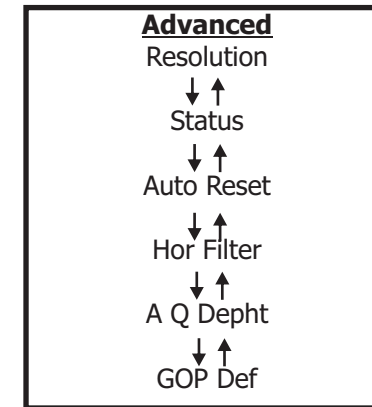 Advanced
Resolution
Status
Auto Reset
Hor Filter
A Q Depht
GOP Def